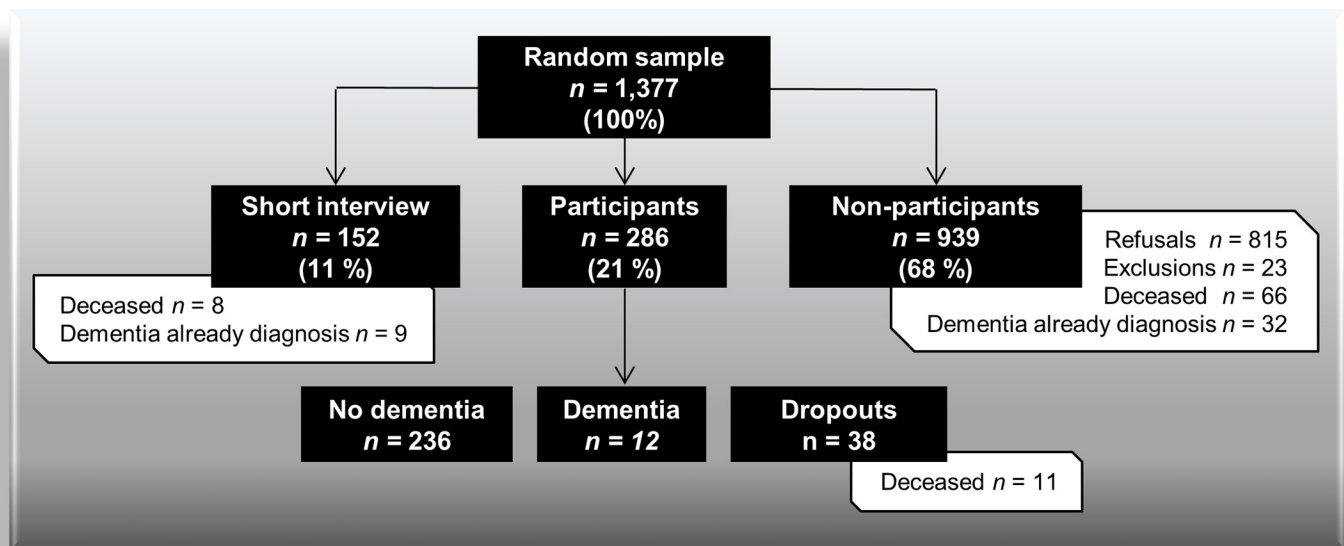 Random sample
n = 1,377
(100%)
Short interview
n = 152
(11 %)
Deceased n = 8
Dementia already diagnosis n = 9
Participants
n = 286
(21 %)
Non-participants
n = 939
(68 %)
Refusals n = 815
Exclusions n = 23
Deceased n = 66
Dementia already diagnosis n = 32
No dementia
n = 236
Dementia
n = 12
Dropouts
n = 38
Deceased n = 11